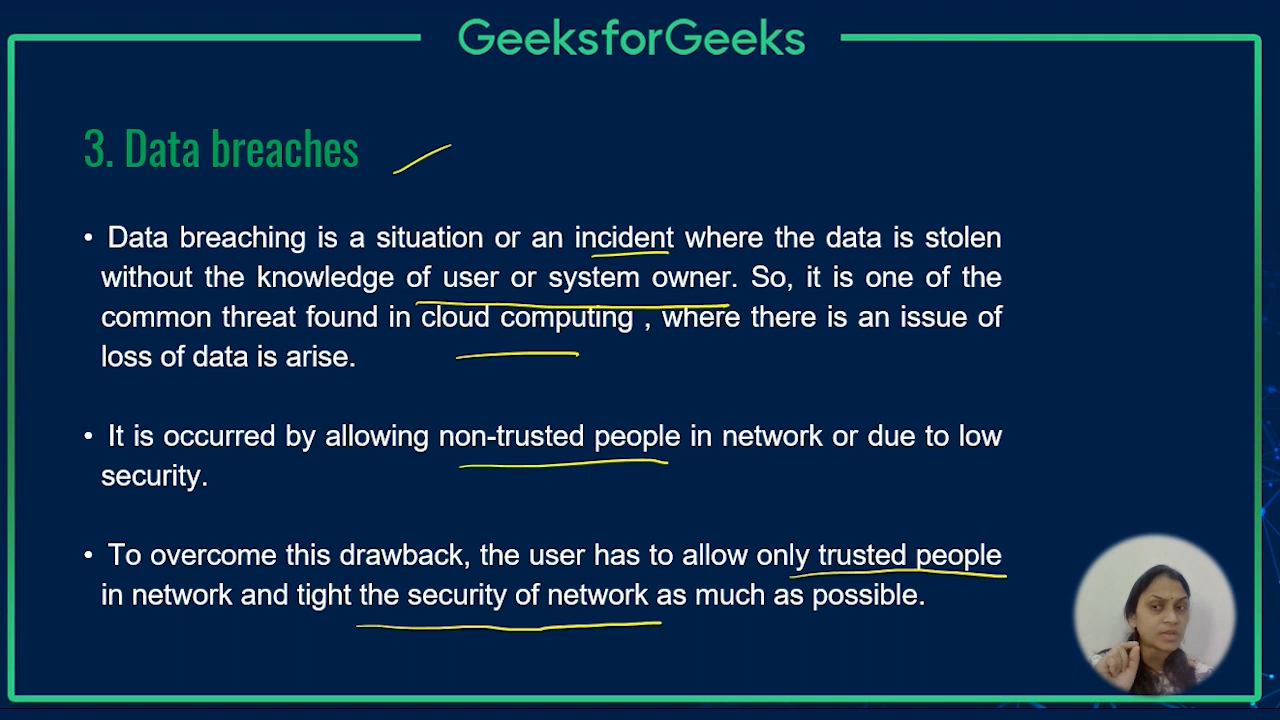 GeeksforGeeks
3. Data breaches
• Data breaching is a situation or an incident where the data is stolen
without the knowledge of user or system owner. So, it is one of the
common threat found in cloud computing , where there is an issue of
loss of data is arise.
• It is occurred by allowing non-trusted people in network or due to low
security.
• To overcome this drawback, the user has to allow only trusted people
in network and tight the security of network as much as possible.